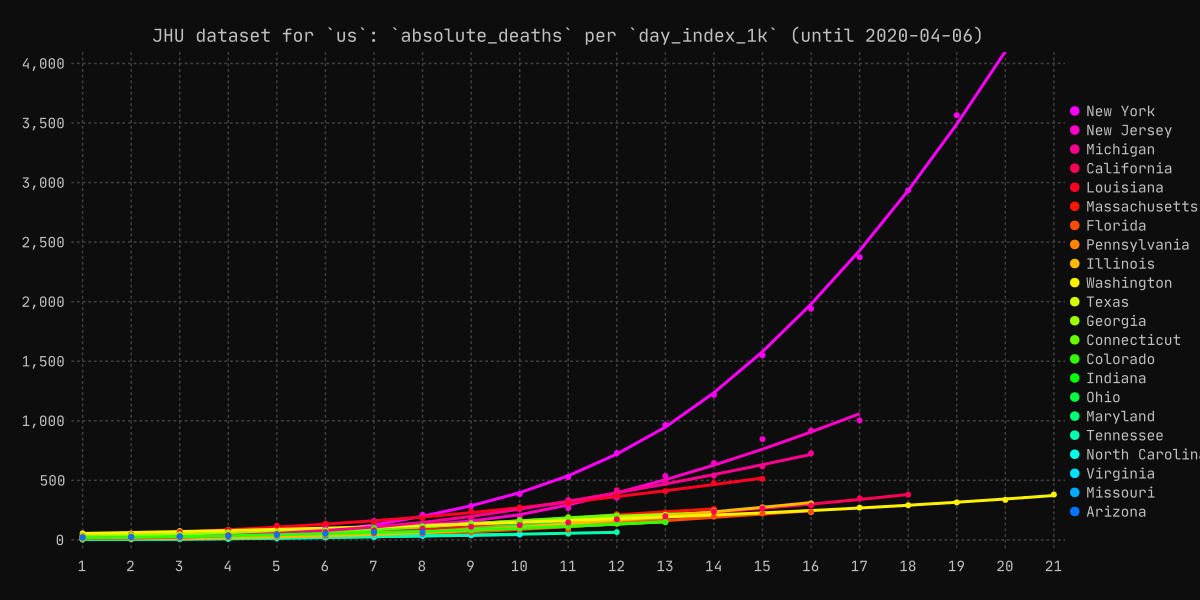 JHU dataset for `us`: `absolute_deaths` per `day_index_1k` (until 2020-04-06)
4,000
3,500
3,000
2,500
2,000
1,500
1,000
500
0
1 2 3 4 5 6 7 8 9 10 11 12 13 14 15 16 17 18 19 20 21
New York
New Jersey
Michigan
California
Louisiana
Massachusetts
Florida
Pennsylvania
Illinois
Washington
Texas
Georgia
Connecticut
Colorado
Indiana
Ohio
Maryland
Tennessee
North Carolina
Virginia
Missouri
Arizona